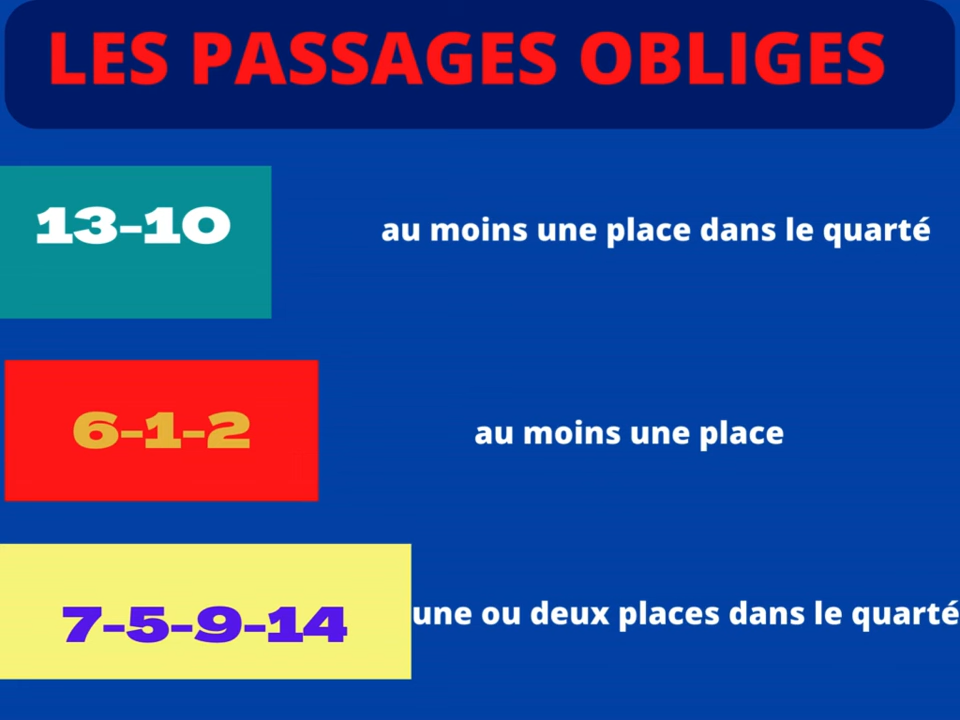 LES PASSAGES OBLIGES
13-10
au moins une place dans le quarté
6-1-2
au moins une place
7-5-9-14
une ou deux places dans le quarté